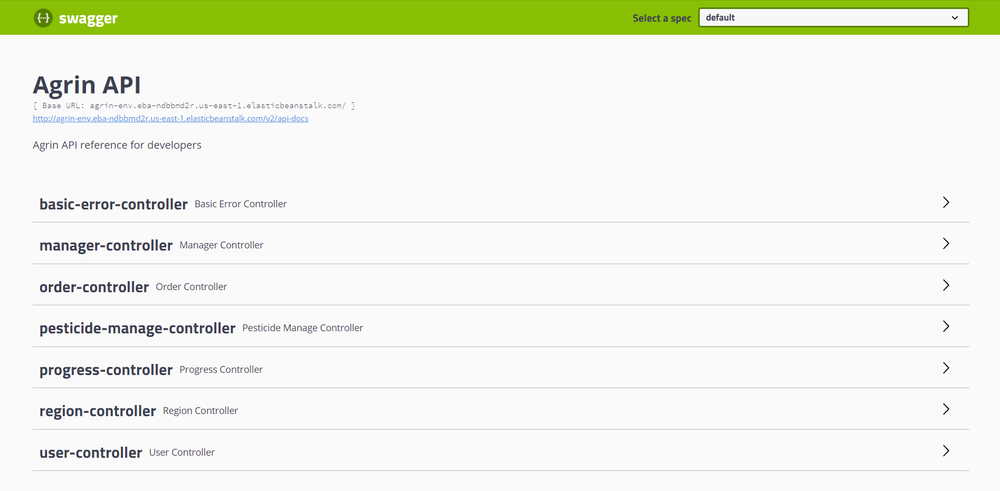 {···} swagger
Select a spec default
Agrin API
[ Base URL: agrin-env.eba-ndbbmd2r.us-east-1.elasticbeanstalk.com/ ]
http://agrin-env.eba-ndbbmd2r.us-east-1.elasticbeanstalk.com/v2/api-docs
Agrin API reference for developers
basic-error-controller Basic Error Controller
manager-controller Manager Controller
order-controller Order Controller
pesticide-manage-controller Pesticide Manage Controller
progress-controller Progress Controller
region-controller Region Controller
user-controller User Controller